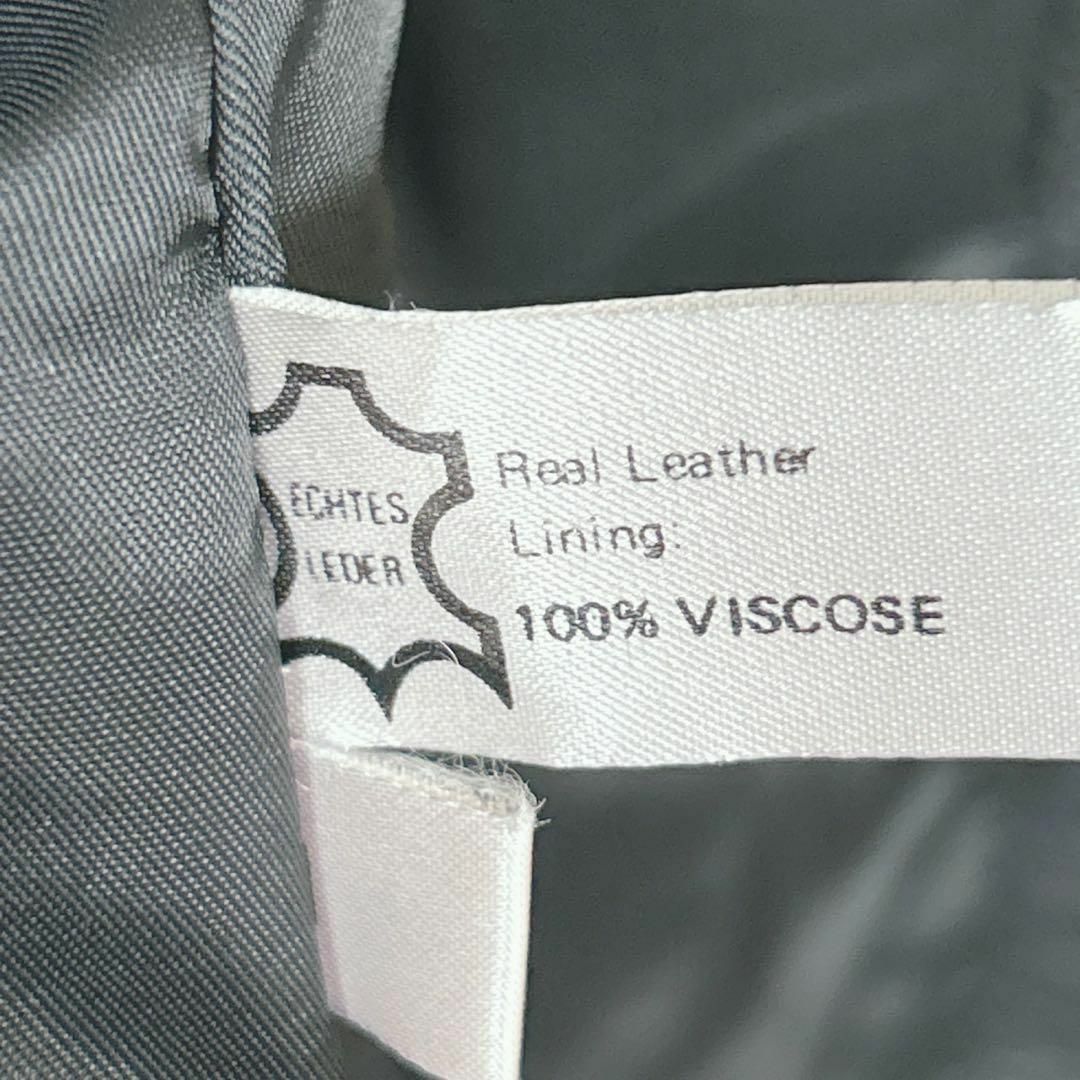 ECHTES
LEDER
Real Leather
Lining:
100% VISCOSE